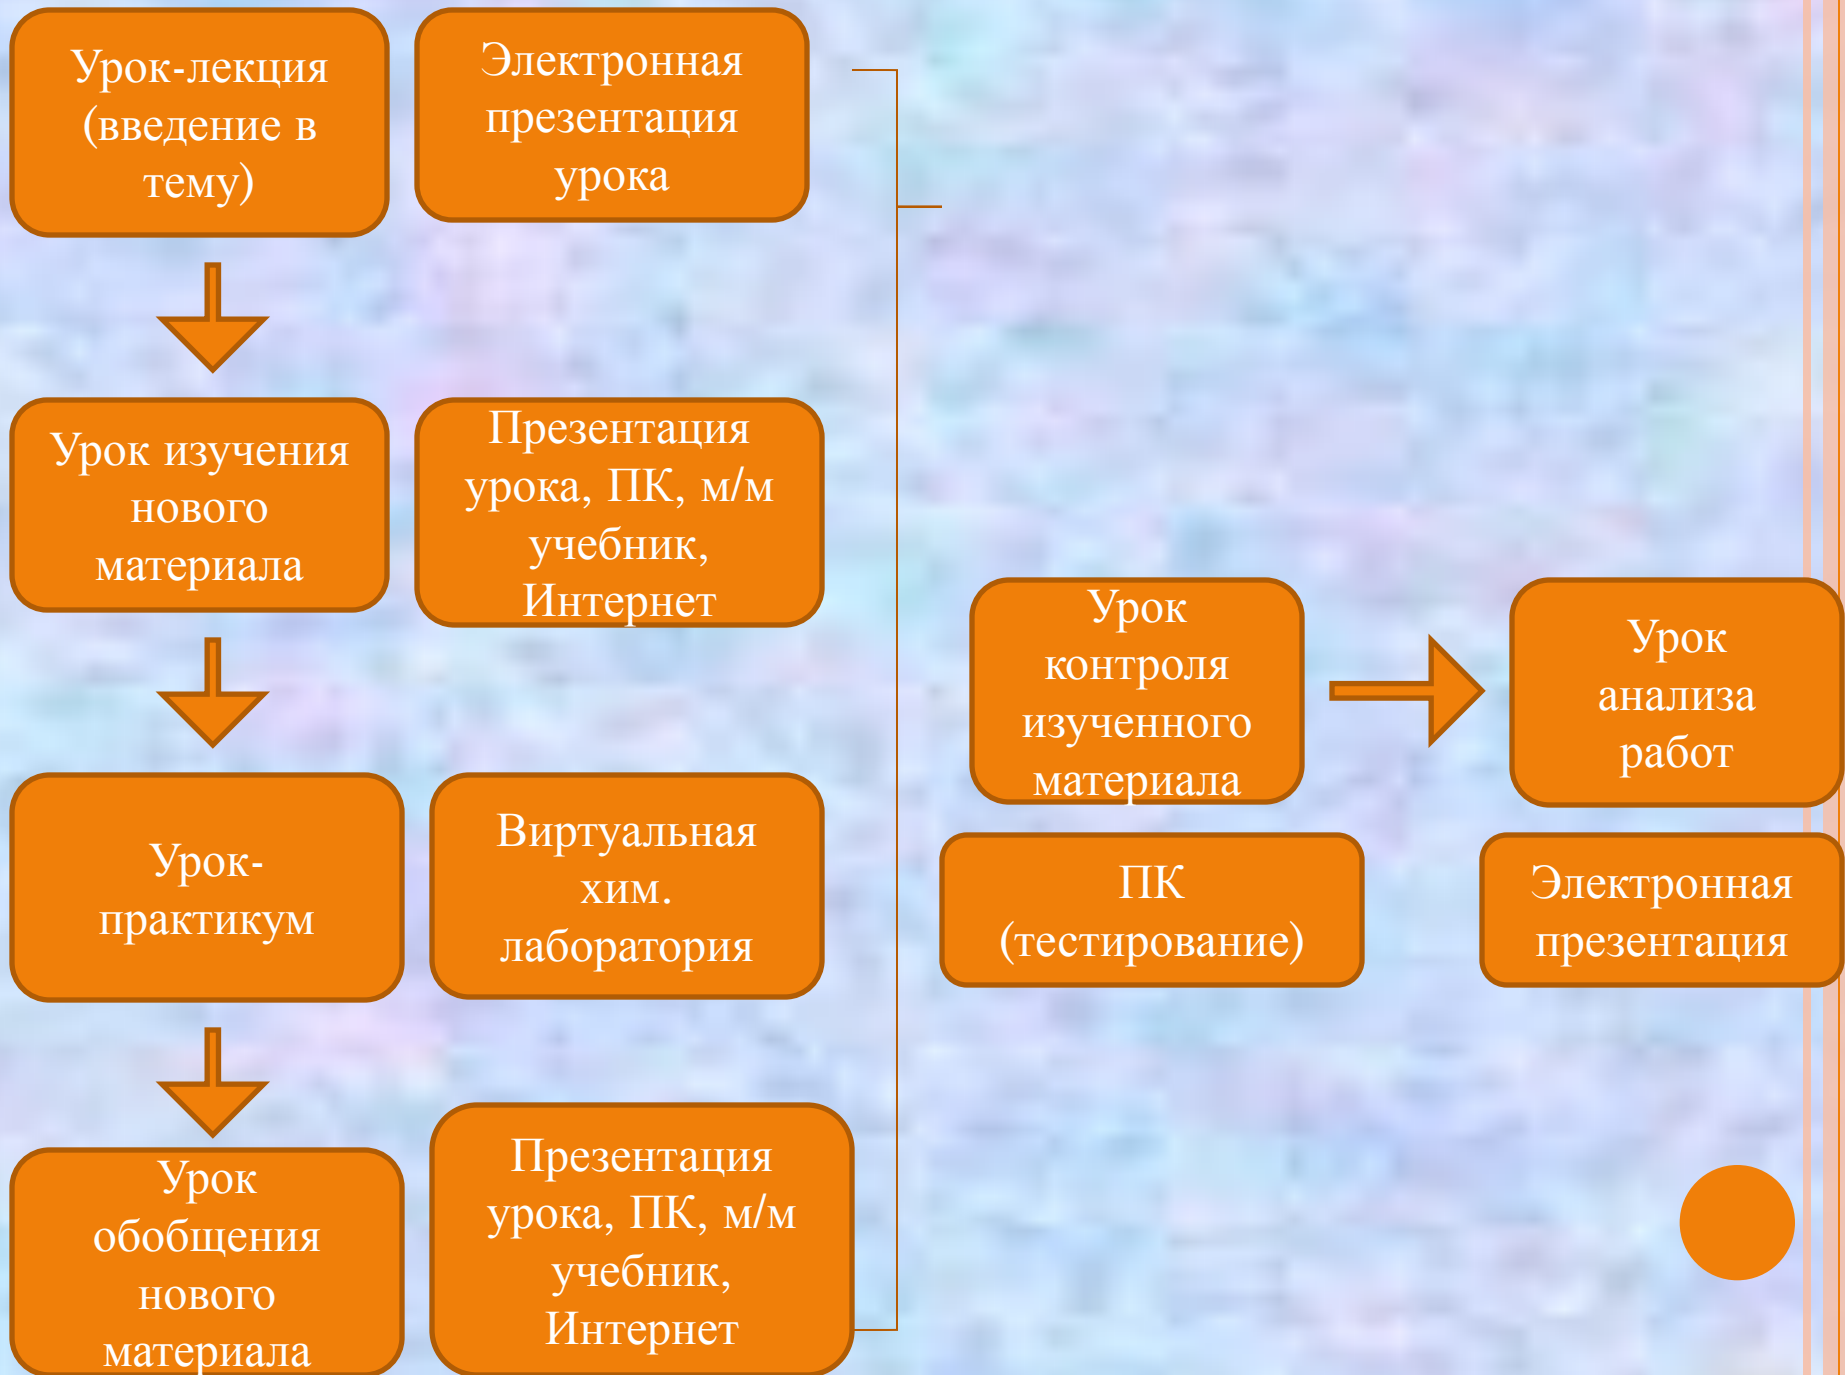 Урок-лекция
(введение в
тему)
Электронная
презентация
урока
Урок изучения
нового
материала
Презентация
урока, ПК, м/м
учебник,
Интернет
Урок-
практикум
Виртуальная
хим.
лаборатория
Урок
обобщения
нового
материала
Презентация
урока, ПК, м/м
учебник,
Интернет
Урок
контроля
изученного
материала
Урок
анализа
работ
ПК
(тестирование)
Электронная
презентация